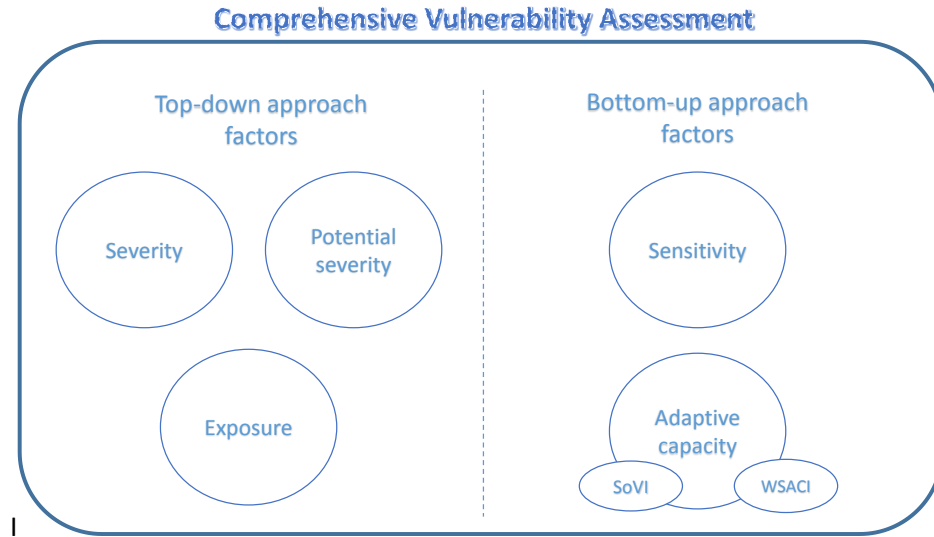 Comprehensive Vulnerability Assessment
Top-down approach
factors
Bottom-up approach
factors
Severity
Potential
severity
Sensitivity
Exposure
Adaptive
capacity
SoVI
WSACI